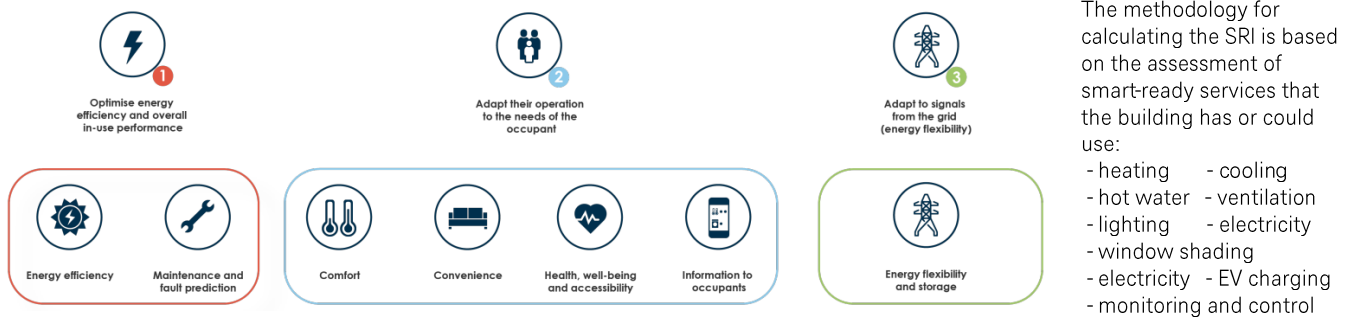 1
Optimise energy
efficiency and overall
in-use performance
2
Adapt their operation
to the needs of the
occupant
3
Adapt to signals
from the grid
(energy flexibility)
Energy efficiency
Maintenance and
fault prediction
Comfort
Convenience
Health, well-being
and accessibility
Information to
occupants
Energy flexibility
and storage
The methodology for
calculating the SRI is based
on the assessment of
smart-ready services that
the building has or could
use:
- heating - cooling
- hot water - ventilation
- lighting - electricity
- window shading
- electricity - EV charging
- monitoring and control